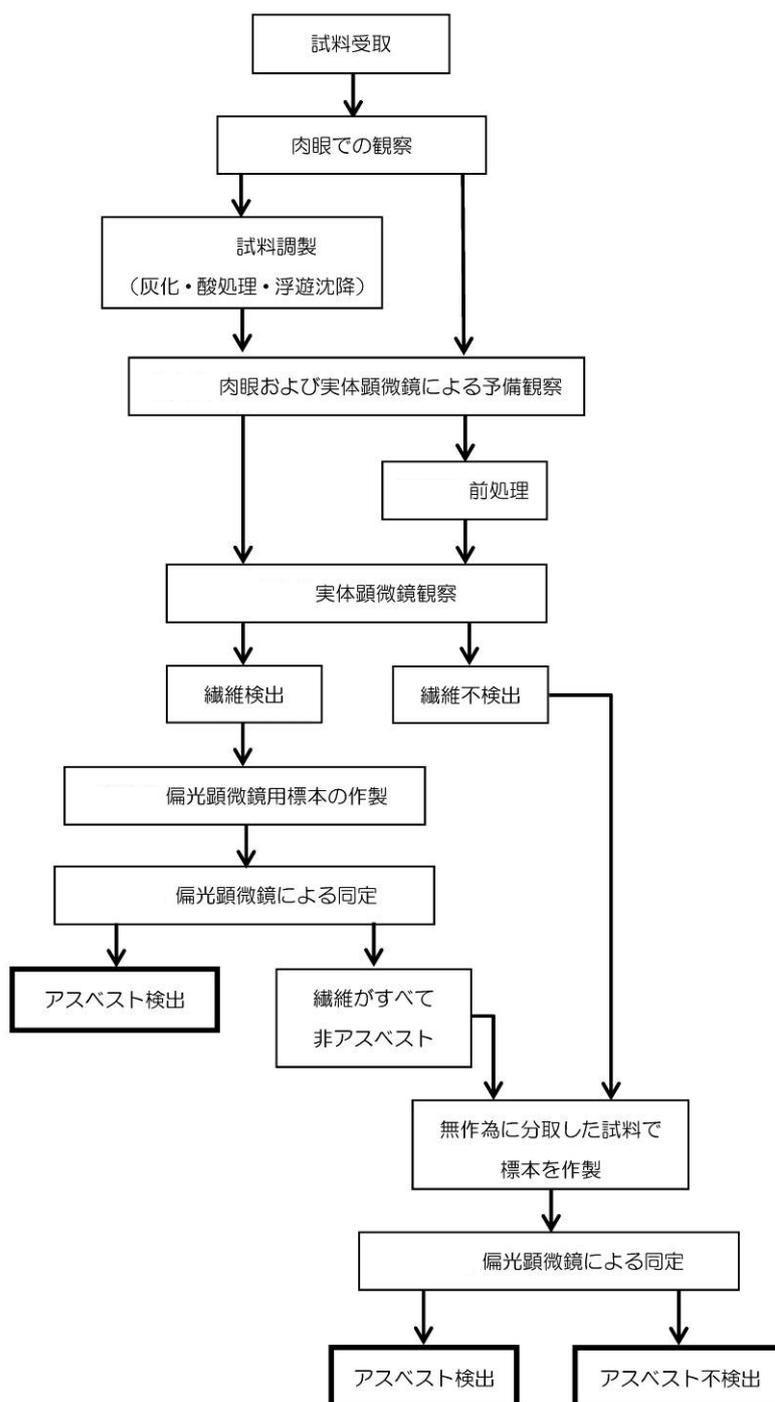 試料受取
肉眼での観察
試料調製
（灰化・酸処理・浮遊沈降）
肉眼および実体顕微鏡による予備観察
前処理
実体顕微鏡観察
繊維検出
繊維不検出
偏光顕微鏡用標本の作製
偏光顕微鏡による同定
アスベスト検出
繊維がすべて
非アスベスト
無作為に分取した試料で
標本を作製
偏光顕微鏡による同定
アスベスト検出
アスベスト不検出